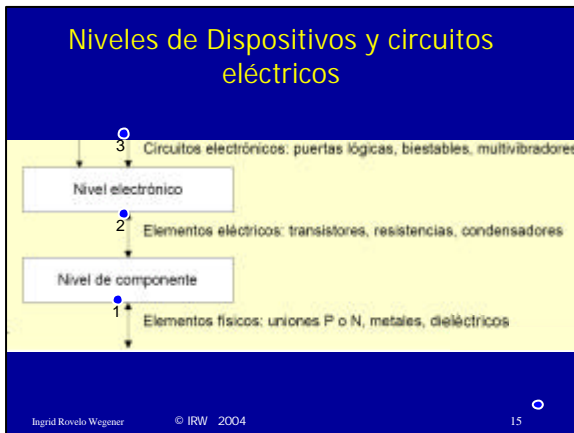 Niveles de Dispositivos y circuitos
eléctricos
3
Circuitos electrónicos: puertas lógicas, biestables, multivibradores
Nivel electrónico
2
Elementos eléctricos: transistores, resistencias, condensadores
Nivel de componente
1
Elementos físicos: uniones P o N, metales, dieléctricos
Ingrid Rovelo Wegener © IRW 2004 15